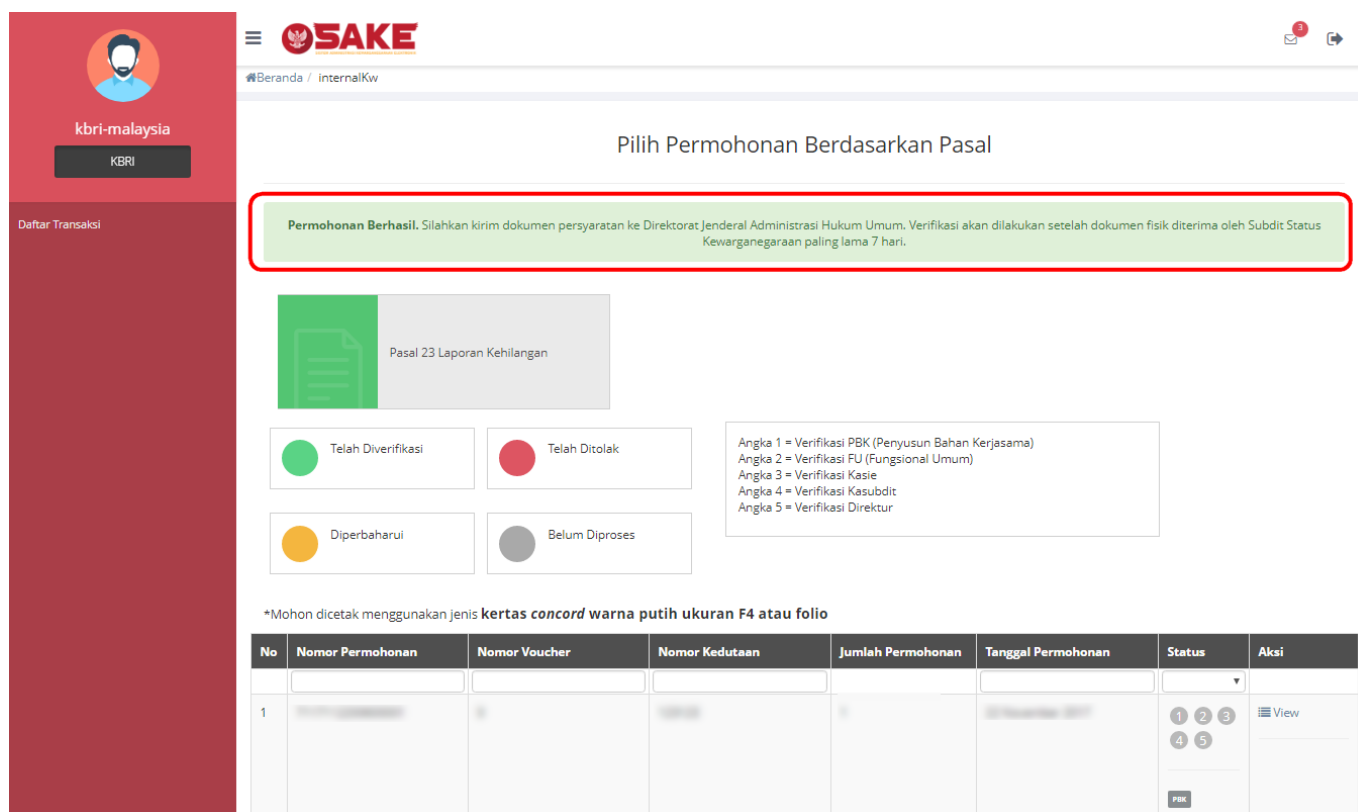 SAKE
3
Beranda / internalKw
kbri-malaysia
KBRI
Daftar Transaksi
Pilih Permohonan Berdasarkan Pasal
Permohonan Berhasil. Silahkan kirim dokumen persyaratan ke Direktorat Jenderal Administrasi Hukum Umum. Verifikasi akan dilakukan setelah dokumen fisik diterima oleh Subdit Status
Kewarganegaraan paling lama 7 hari.
Pasal 23 Laporan Kehilangan
Telah Diverifikasi
Telah Ditolak
Diperbaharui
Belum Diproses
Angka 1 = Verifikasi PBK (Penyusun Bahan Kerjasama)
Angka 2 = Verifikasi FU (Fungsional Umum)
Angka 3 = Verifikasi Kasie
Angka 4 = Verifikasi Kasubdit
Angka 5 = Verifikasi Direktur
*Mohon dicetak menggunakan jenis kertas concord warna putih ukuran F4 atau folio
No Nomor Permohonan Nomor Voucher Nomor Kedutaan Jumlah Permohonan Tanggal Permohonan Status Aksi
1 1 2 3 View
4 5
PBK